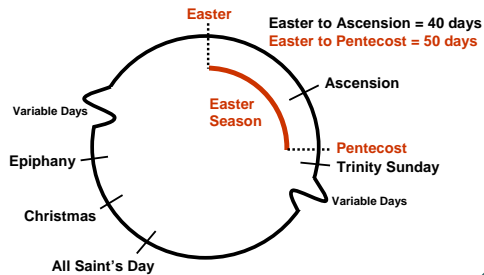 Easter
Easter to Ascension = 40 days
Easter to Pentecost = 50 days
Ascension
Variable Days
Easter
Season
Pentecost
Epiphany
Trinity Sunday
Variable Days
Christmas
All Saint's Day